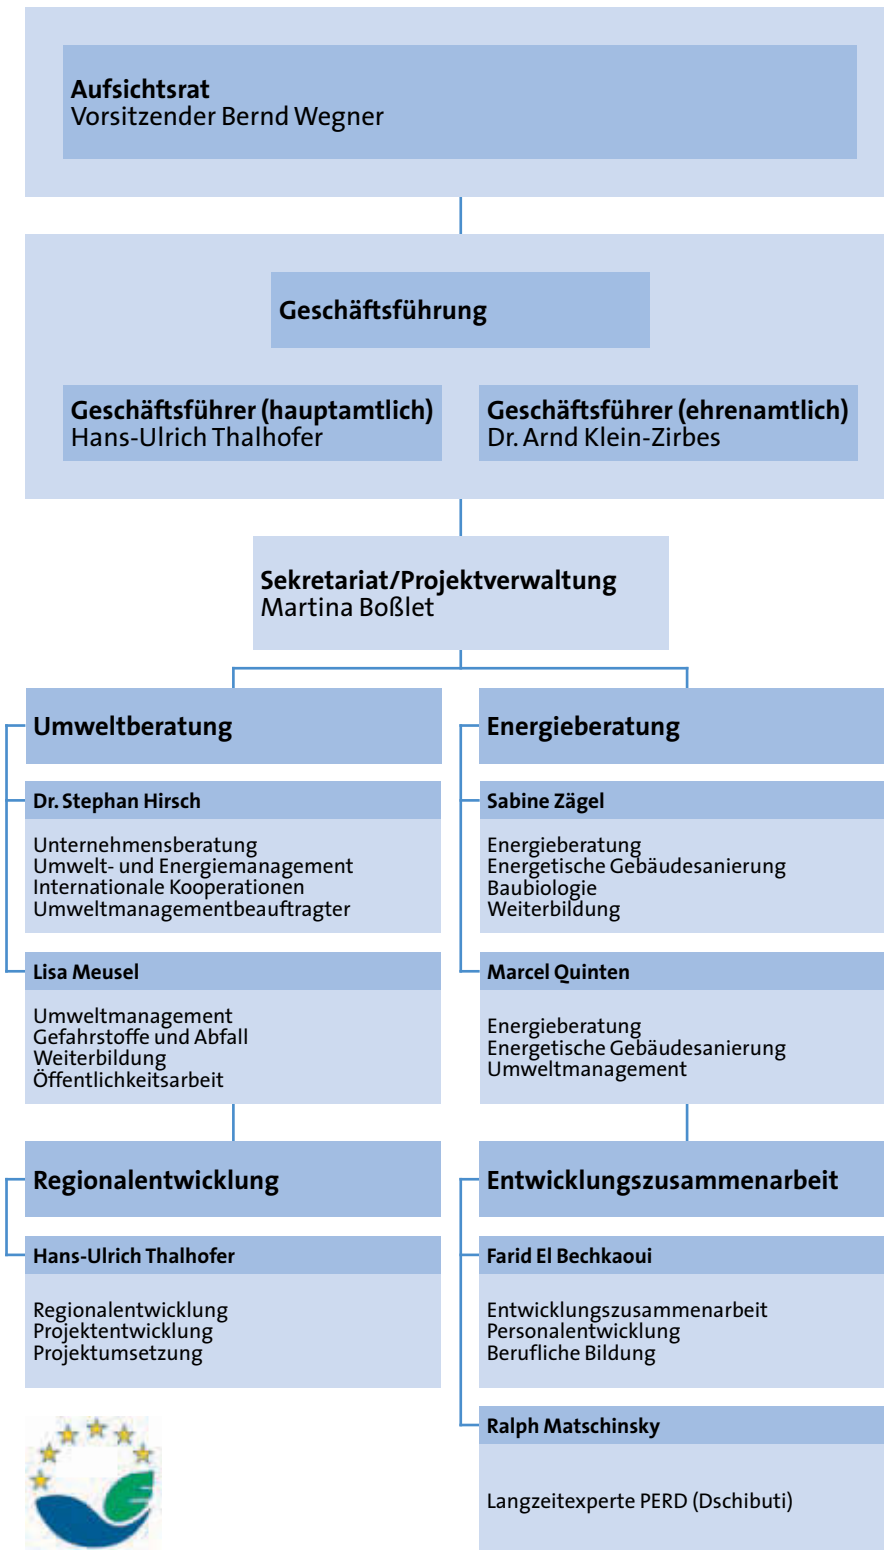 Aufsichtsrat
Vorsitzender Bernd Wegner
Geschäftsführung
Geschäftsführer (hauptamtlich)
Hans-Ulrich Thalhofer
Geschäftsführer (ehrenamtlich)
Dr. Arnd Klein-Zirbes
Sekretariat/Projektverwaltung
Martina Boßlet
Umweltberatung
Dr. Stephan Hirsch
Unternehmensberatung
Umwelt- und Energiemanagement
Internationale Kooperationen
Umweltmanagementbeauftragter
Lisa Meusel
Umweltmanagement
Gefahrstoffe und Abfall
Weiterbildung
Öffentlichkeitsarbeit
Energieberatung
Sabine Zägel
Energieberatung
Energetische Gebäudesanierung
Baubiologie
Weiterbildung
Marcel Quinten
Energieberatung
Energetische Gebäudesanierung
Umweltmanagement
Regionalentwicklung
Hans-Ulrich Thalhofer
Regionalentwicklung
Projektentwicklung
Projektumsetzung
Entwicklungszusammenarbeit
Farid El Bechkaoui
Entwicklungszusammenarbeit
Personalentwicklung
Berufliche Bildung
Ralph Matschinsky
Langzeitexperte PERD (Dschibuti)